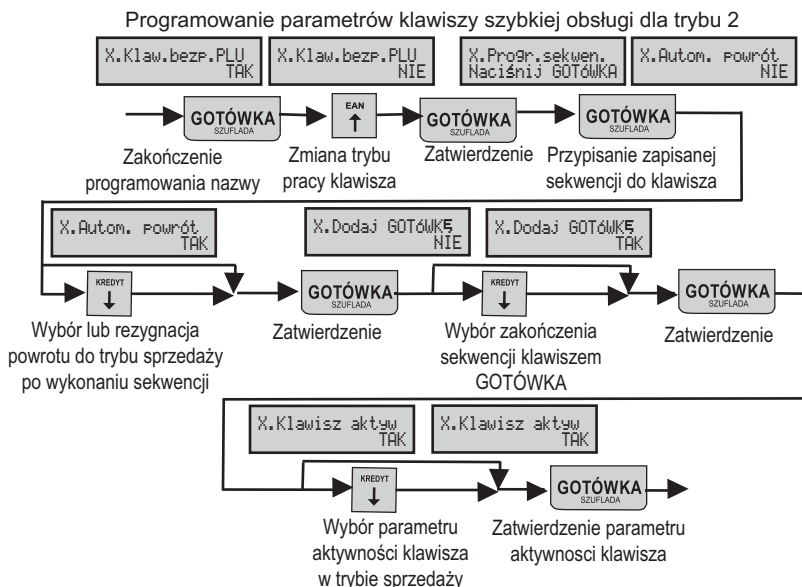 Programowanie parametrów klawiszy szybkiej obsługi dla trybu 2
X.Klaw.bezp.PLU
TAK
X.Klaw.bezp.PLU
NIE
X.Progr.sekwen.
Naciśnij GOTóWKA
X.Autom. powrót
NIE
GOTÓWKA
SZUFLADA
EAN
GOTÓWKA
SZUFLADA
GOTÓWKA
SZUFLADA
Zakończenie
programowania nazwy
Zmiana trybu
pracy klawisza
Zatwierdzenie
Przypisanie zapisanej
sekwencji do klawisza
X.Autom. powrót
TAK
X.Dodaj GOTóWKĘ
NIE
X.Dodaj GOTóWKĘ
TAK
KREDYT
GOTÓWKA
SZUFLADA
KREDYT
GOTÓWKA
SZUFLADA
Wybór lub rezygnacja
powrotu do trybu sprzedaży
po wykonaniu sekwencji
Zatwierdzenie
Wybór zakończenia
sekwencji klawiszem
GOTÓWKA
Zatwierdzenie
X.Klawisz aktyw
TAK
X.Klawisz aktyw
TAK
KREDYT
GOTÓWKA
SZUFLADA
Wybór parametru
aktywności klawisza
w trybie sprzedaży
Zatwierdzenie parametru
aktywnosci klawisza